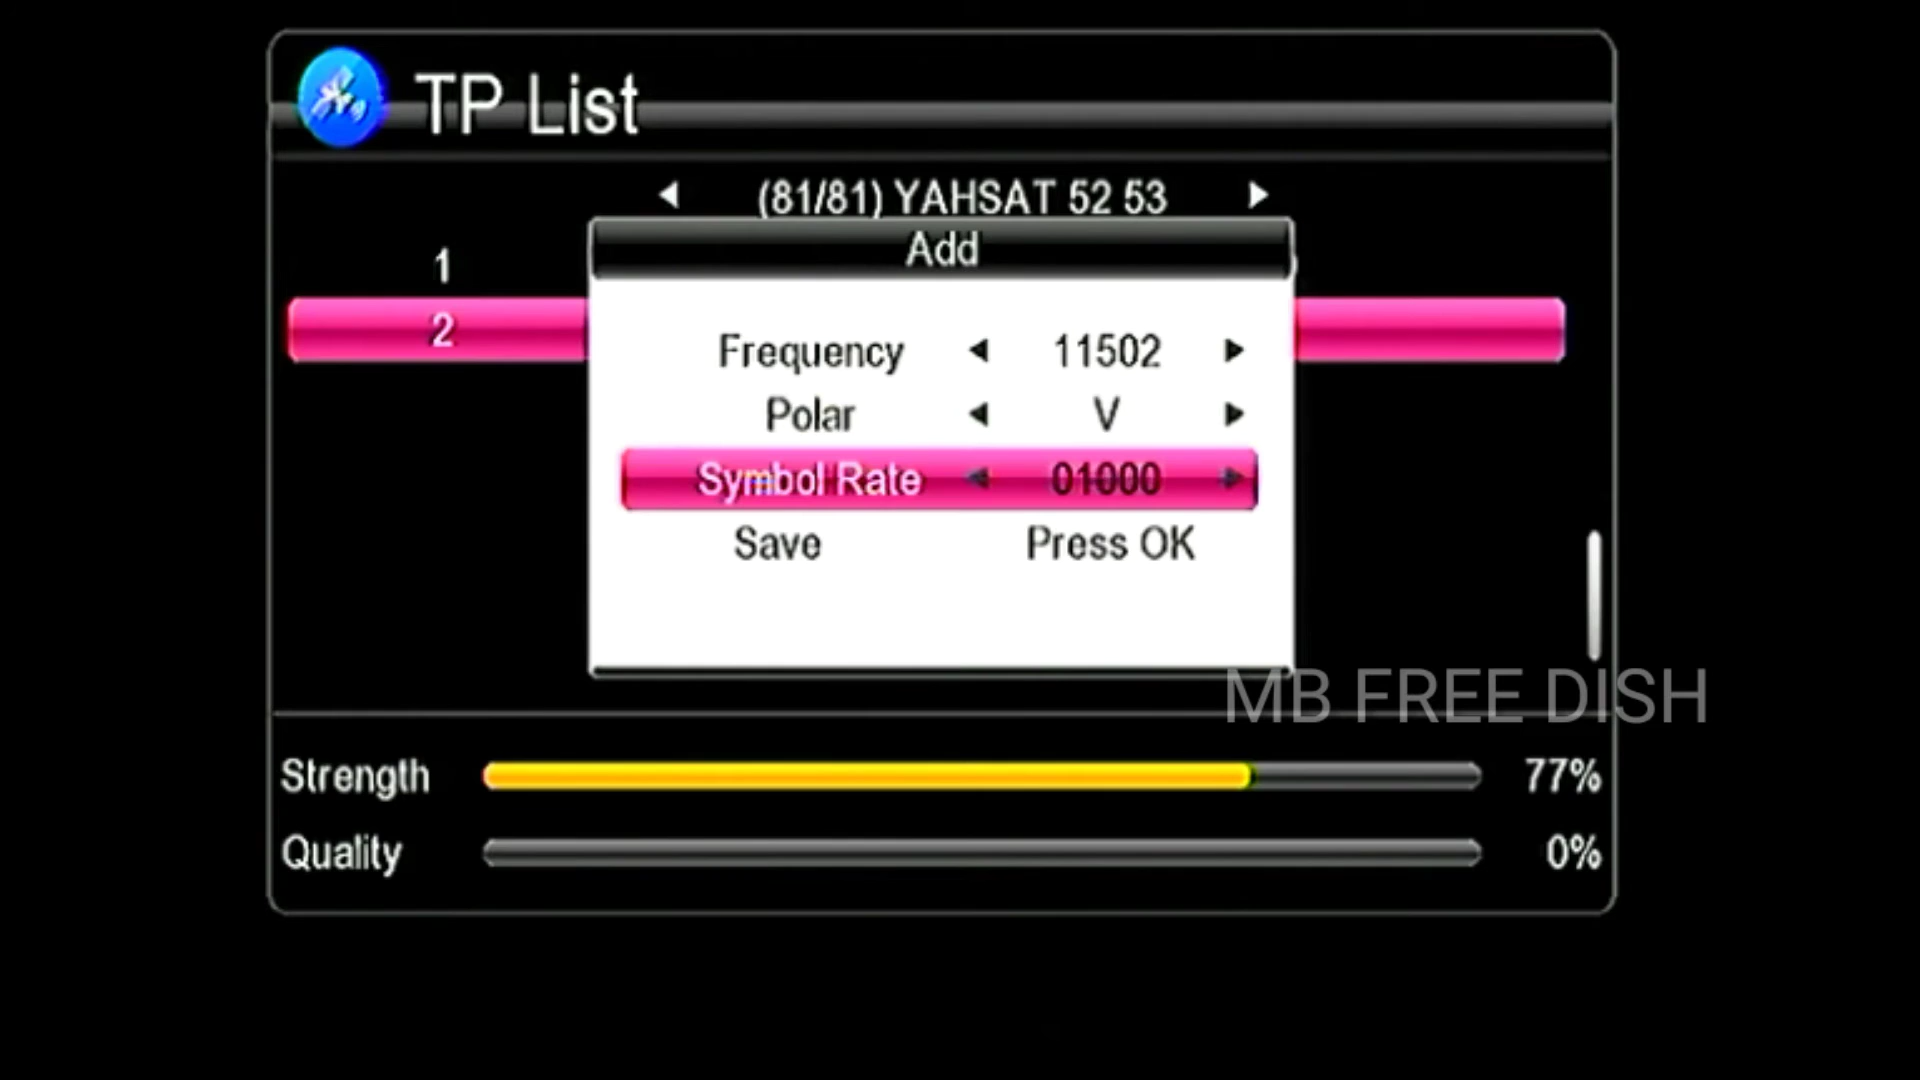 TP List
(81/81) YAHSAT 52 53
Add
1
2
Frequency 11502
Polar V
Symbol Rate 01000
Save Press OK
MB FREE DISH
Strength 77%
Quality 0%